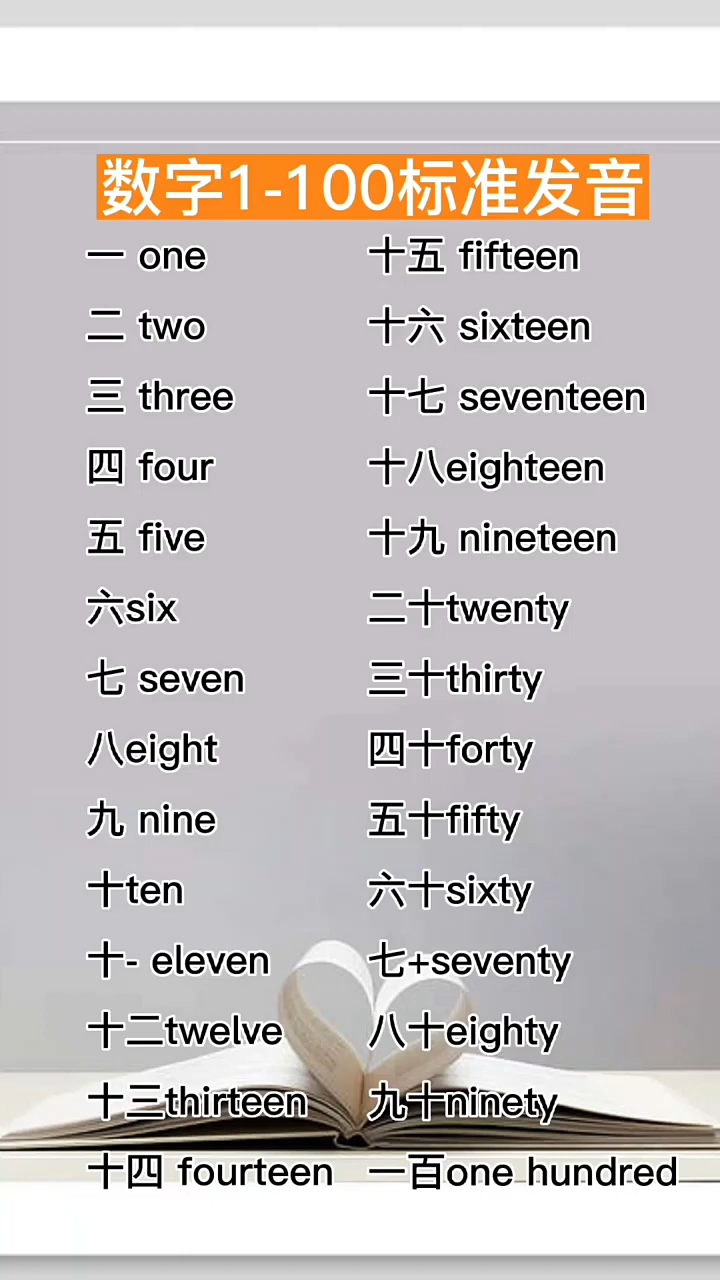 数字1-100标准发音
一 one
二 two
三 three
四 four
五 five
六six
七 seven
八eight
九 nine
十ten
十- eleven
十二twelve
十三thirteen
十四 fourteen
十五 fifteen
十六 sixteen
十七 seventeen
十八eighteen
十九 nineteen
二十twenty
三十thirty
四十forty
五十fifty
六十sixty
七+seventy
八十eighty
九十ninety
一百one hundred